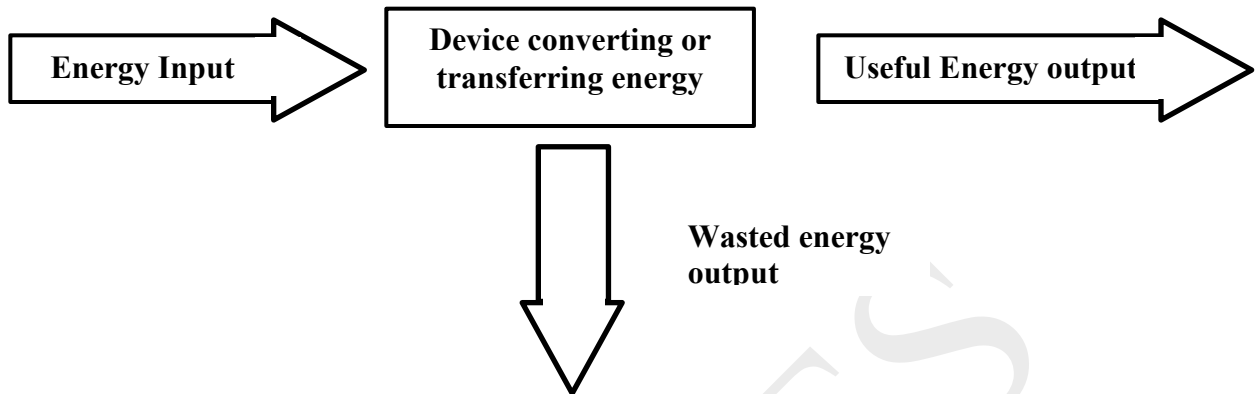 Energy Input
Device converting or
transferring energy
Useful Energy output
Wasted energy
output